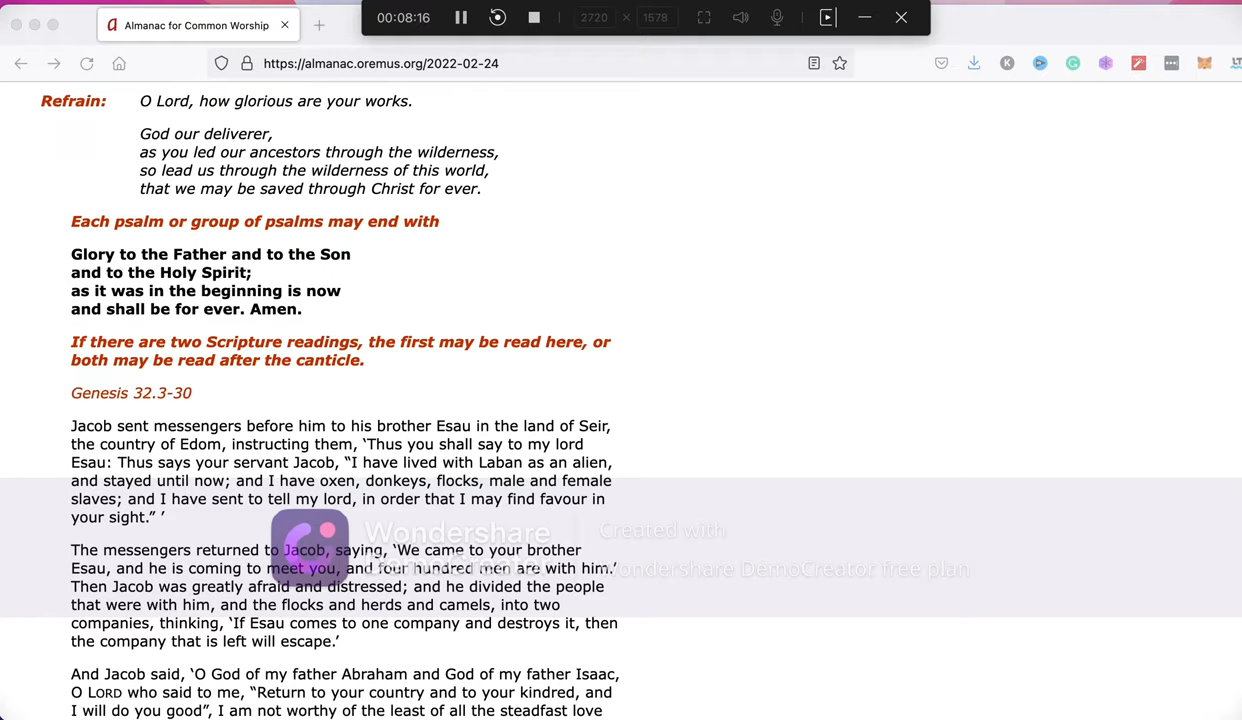 00:08:16
2720 × 1578
Almanac for Common Worship
https://almanac.oremus.org/2022-02-24
Refrain: O Lord, how glorious are your works.
God our deliverer,
as you led our ancestors through the wilderness,
so lead us through the wilderness of this world,
that we may be saved through Christ for ever.
Each psalm or group of psalms may end with
Glory to the Father and to the Son
and to the Holy Spirit;
as it was in the beginning is now
and shall be for ever. Amen.
If there are two Scripture readings, the first may be read here, or
both may be read after the canticle.
Genesis 32.3-30
Jacob sent messengers before him to his brother Esau in the land of Seir,
the country of Edom, instructing them, ‘Thus you shall say to my lord
Esau: Thus says your servant Jacob, “I have lived with Laban as an alien,
and stayed until now; and I have oxen, donkeys, flocks, male and female
slaves; and I have sent to tell my lord, in order that I may find favour in
your sight.” ’
The messengers returned to Jacob, saying, ‘We came to your brother
Esau, and he is coming to meet you, and four hundred men are with him.’
Then Jacob was greatly afraid and distressed; and he divided the people
that were with him, and the flocks and herds and camels, into two
companies, thinking, ‘If Esau comes to one company and destroys it, then
the company that is left will escape.’
And Jacob said, ‘O God of my father Abraham and God of my father Isaac,
O LORD who said to me, “Return to your country and to your kindred, and
I will do you good”, I am not worthy of the least of all the steadfast love
Wondershare
DemoCreator
Created with
Wondershare DemoCreator free plan